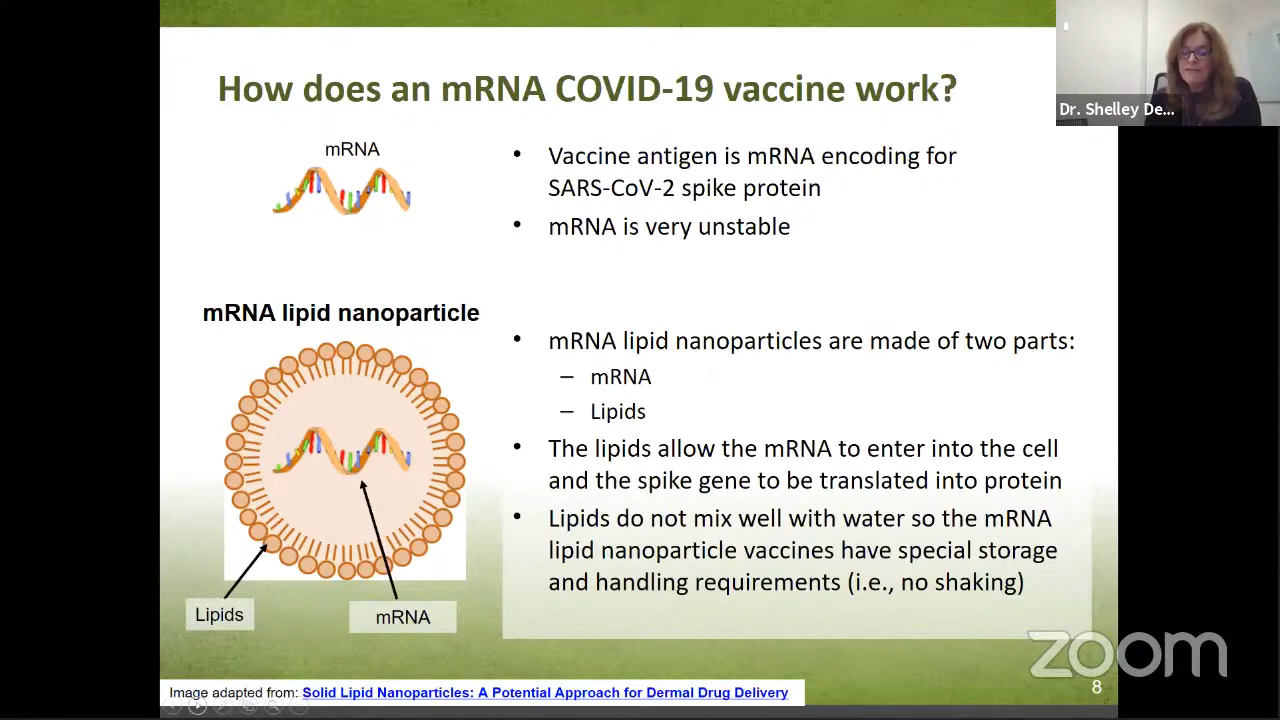 How does an mRNA COVID-19 vaccine work?
Dr. Shelley De...
mRNA
• Vaccine antigen is mRNA encoding for
SARS-CoV-2 spike protein
• mRNA is very unstable
mRNA lipid nanoparticle
• mRNA lipid nanoparticles are made of two parts:
– mRNA
– Lipids
• The lipids allow the mRNA to enter into the cell
and the spike gene to be translated into protein
• Lipids do not mix well with water so the mRNA
lipid nanoparticle vaccines have special storage
and handling requirements (i.e., no shaking)
Lipids
mRNA
zoom
8
Image adapted from: Solid Lipid Nanoparticles: A Potential Approach for Dermal Drug Delivery